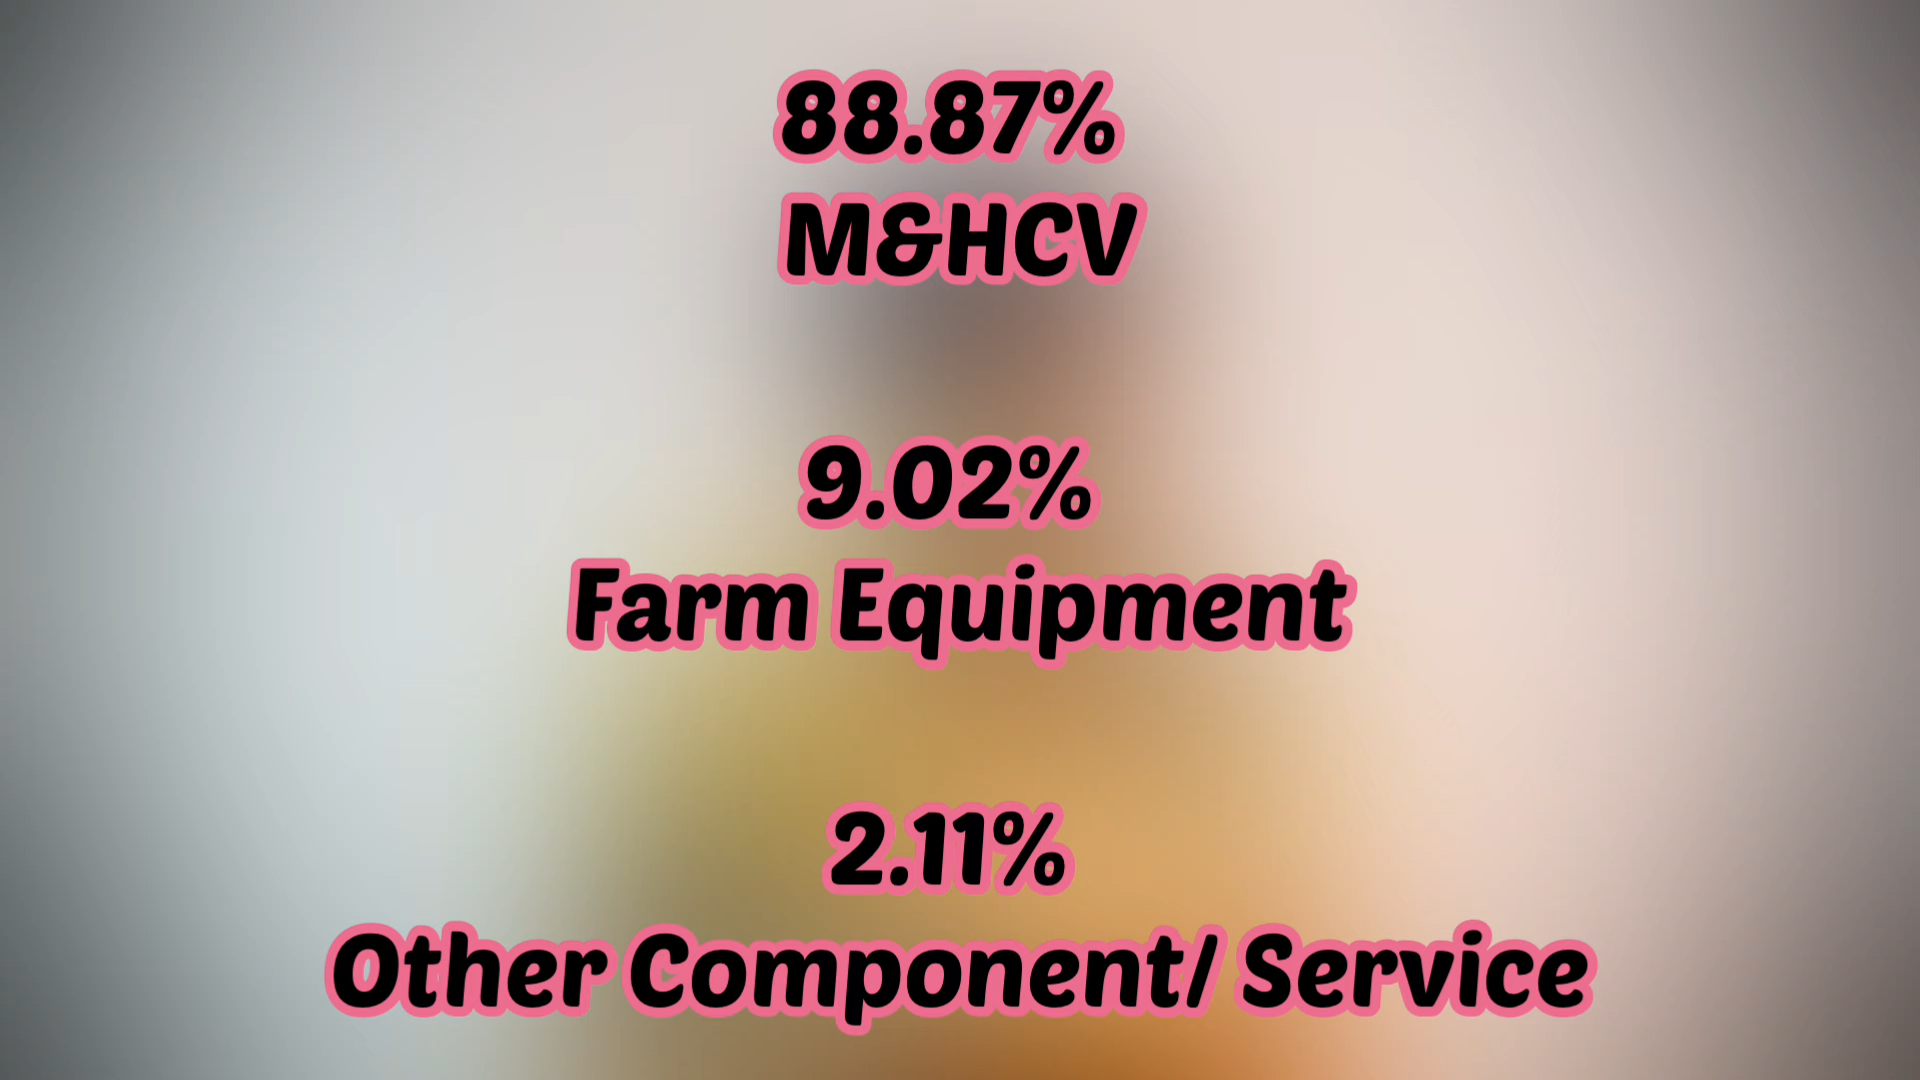 88.87%
M&HCV
9.02%
Farm Equipment
2.11%
Other Component/ Service